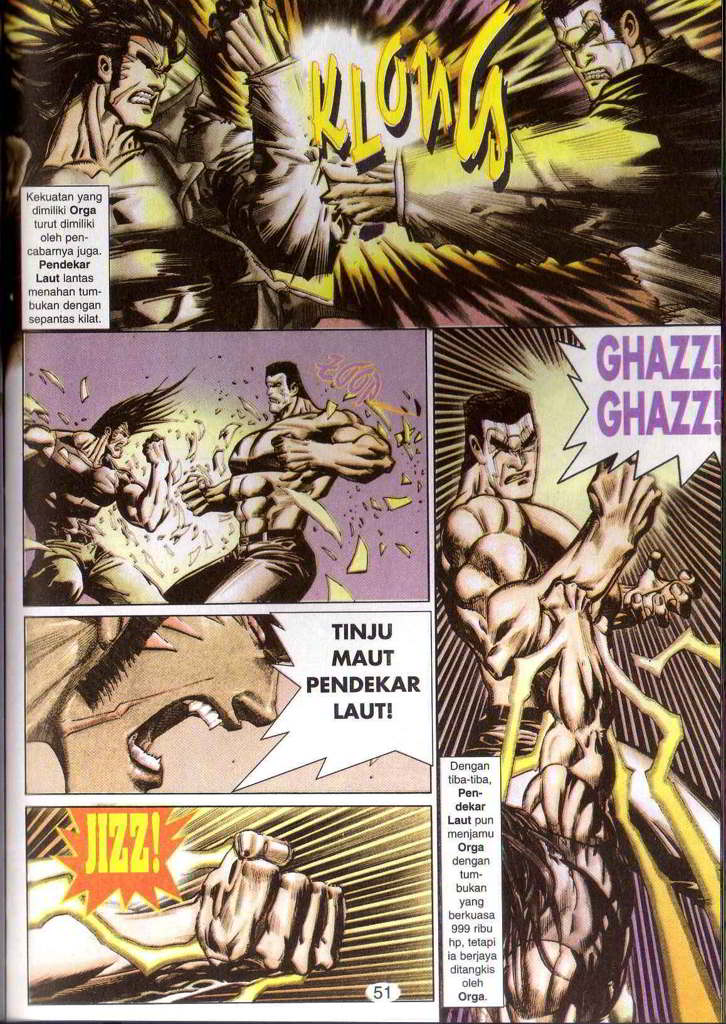 KLONG
Kekuatan yang
dimiliki Orga
turut dimiliki
oleh pen-
cabarnya juga.
Pendekar
Laut lantas
menahan tum-
bukan dengan
sepantas kilat.
ZOOP
GHAZZ!
GHAZZ!
TINJU
MAUT
PENDEKAR
LAUT!
JIZZ!
Dengan
tiba-tiba,
Pen-
dekar
Laut pun
menjamu
Orga
dengan
tum-
bukan
yang
berkuasa
999 ribu
hp, tetapi
ia berjaya
ditangkis
oleh
Orga.
51